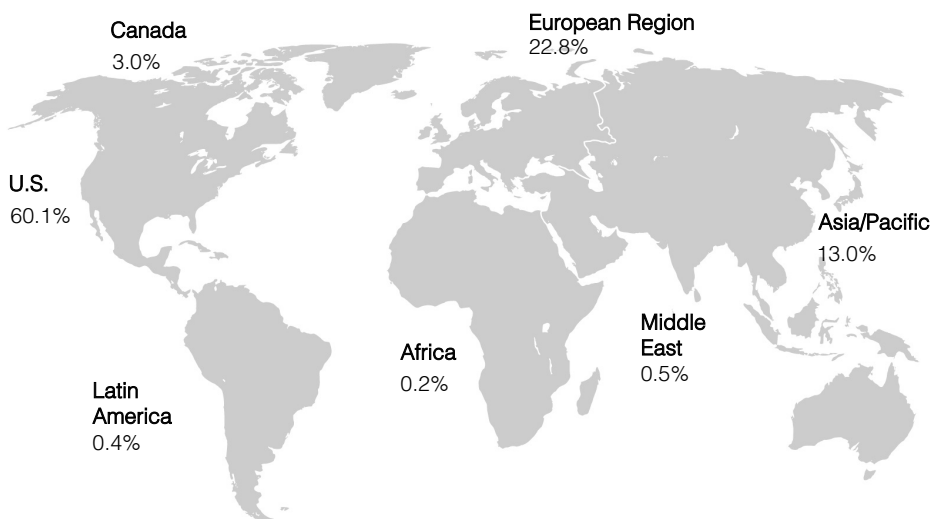 Canada
3.0%
European Region
22.8%
U.S.
60.1%
Asia/Pacific
13.0%
Middle
East
0.5%
Africa
0.2%
Latin
America
0.4%